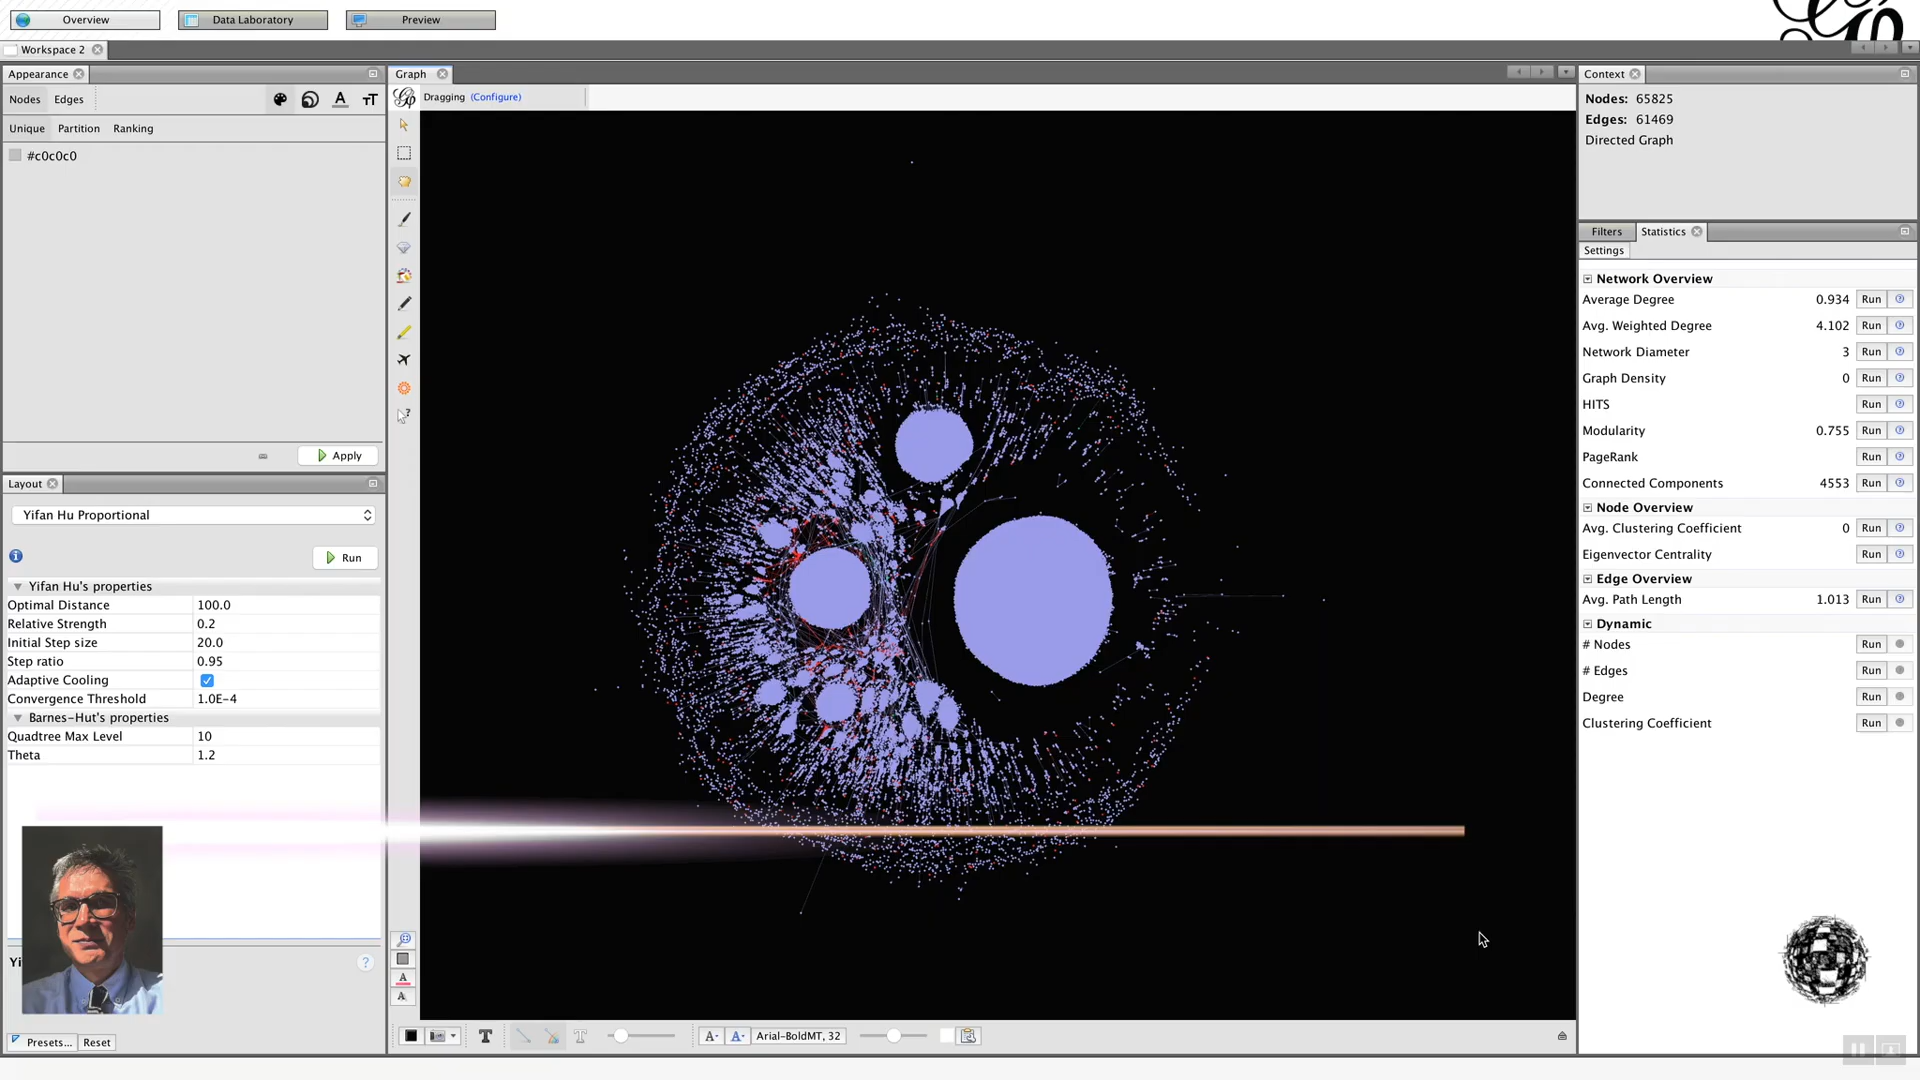 Overview
Data Laboratory
Preview
Workspace 2
Appearance
Nodes Edges
Unique Partition Ranking
#c0c0c0
Apply
Layout
Yifan Hu Proportional
Run
Yifan Hu's properties
Optimal Distance 100.0
Relative Strength 0.2
Initial Step size 20.0
Step ratio 0.95
Adaptive Cooling
Convergence Threshold 1.0E-4
Barnes-Hut's properties
Quadtree Max Level 10
Theta 1.2
Presets... Reset
Graph
Dragging (Configure)
Arial-BoldMT, 32
Context
Nodes: 65825
Edges: 61469
Directed Graph
Filters Statistics
Settings
Network Overview
Average Degree 0.934 Run
Avg. Weighted Degree 4.102 Run
Network Diameter 3 Run
Graph Density 0 Run
HITS Run
Modularity 0.755 Run
PageRank Run
Connected Components 4553 Run
Node Overview
Avg. Clustering Coefficient 0 Run
Eigenvector Centrality Run
Edge Overview
Avg. Path Length 1.013 Run
Dynamic
# Nodes Run
# Edges Run
Degree Run
Clustering Coefficient Run